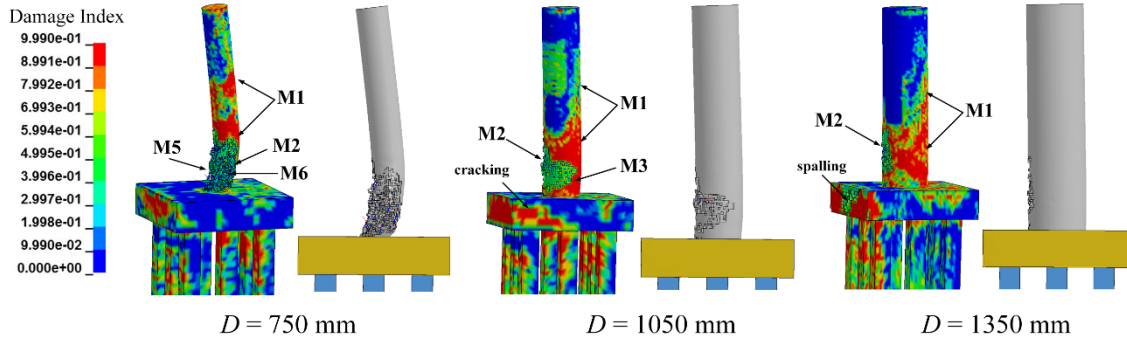 Damage Index
9.990e-01
8.991e-01
7.992e-01
6.993e-01
5.994e-01
4.995e-01
3.996e-01
2.997e-01
1.998e-01
9.990e-02
0.000e+00
M1
M5
M2
M6
M1
M2
cracking
M3
M1
M2
spalling
D = 750 mm
D = 1050 mm
D = 1350 mm